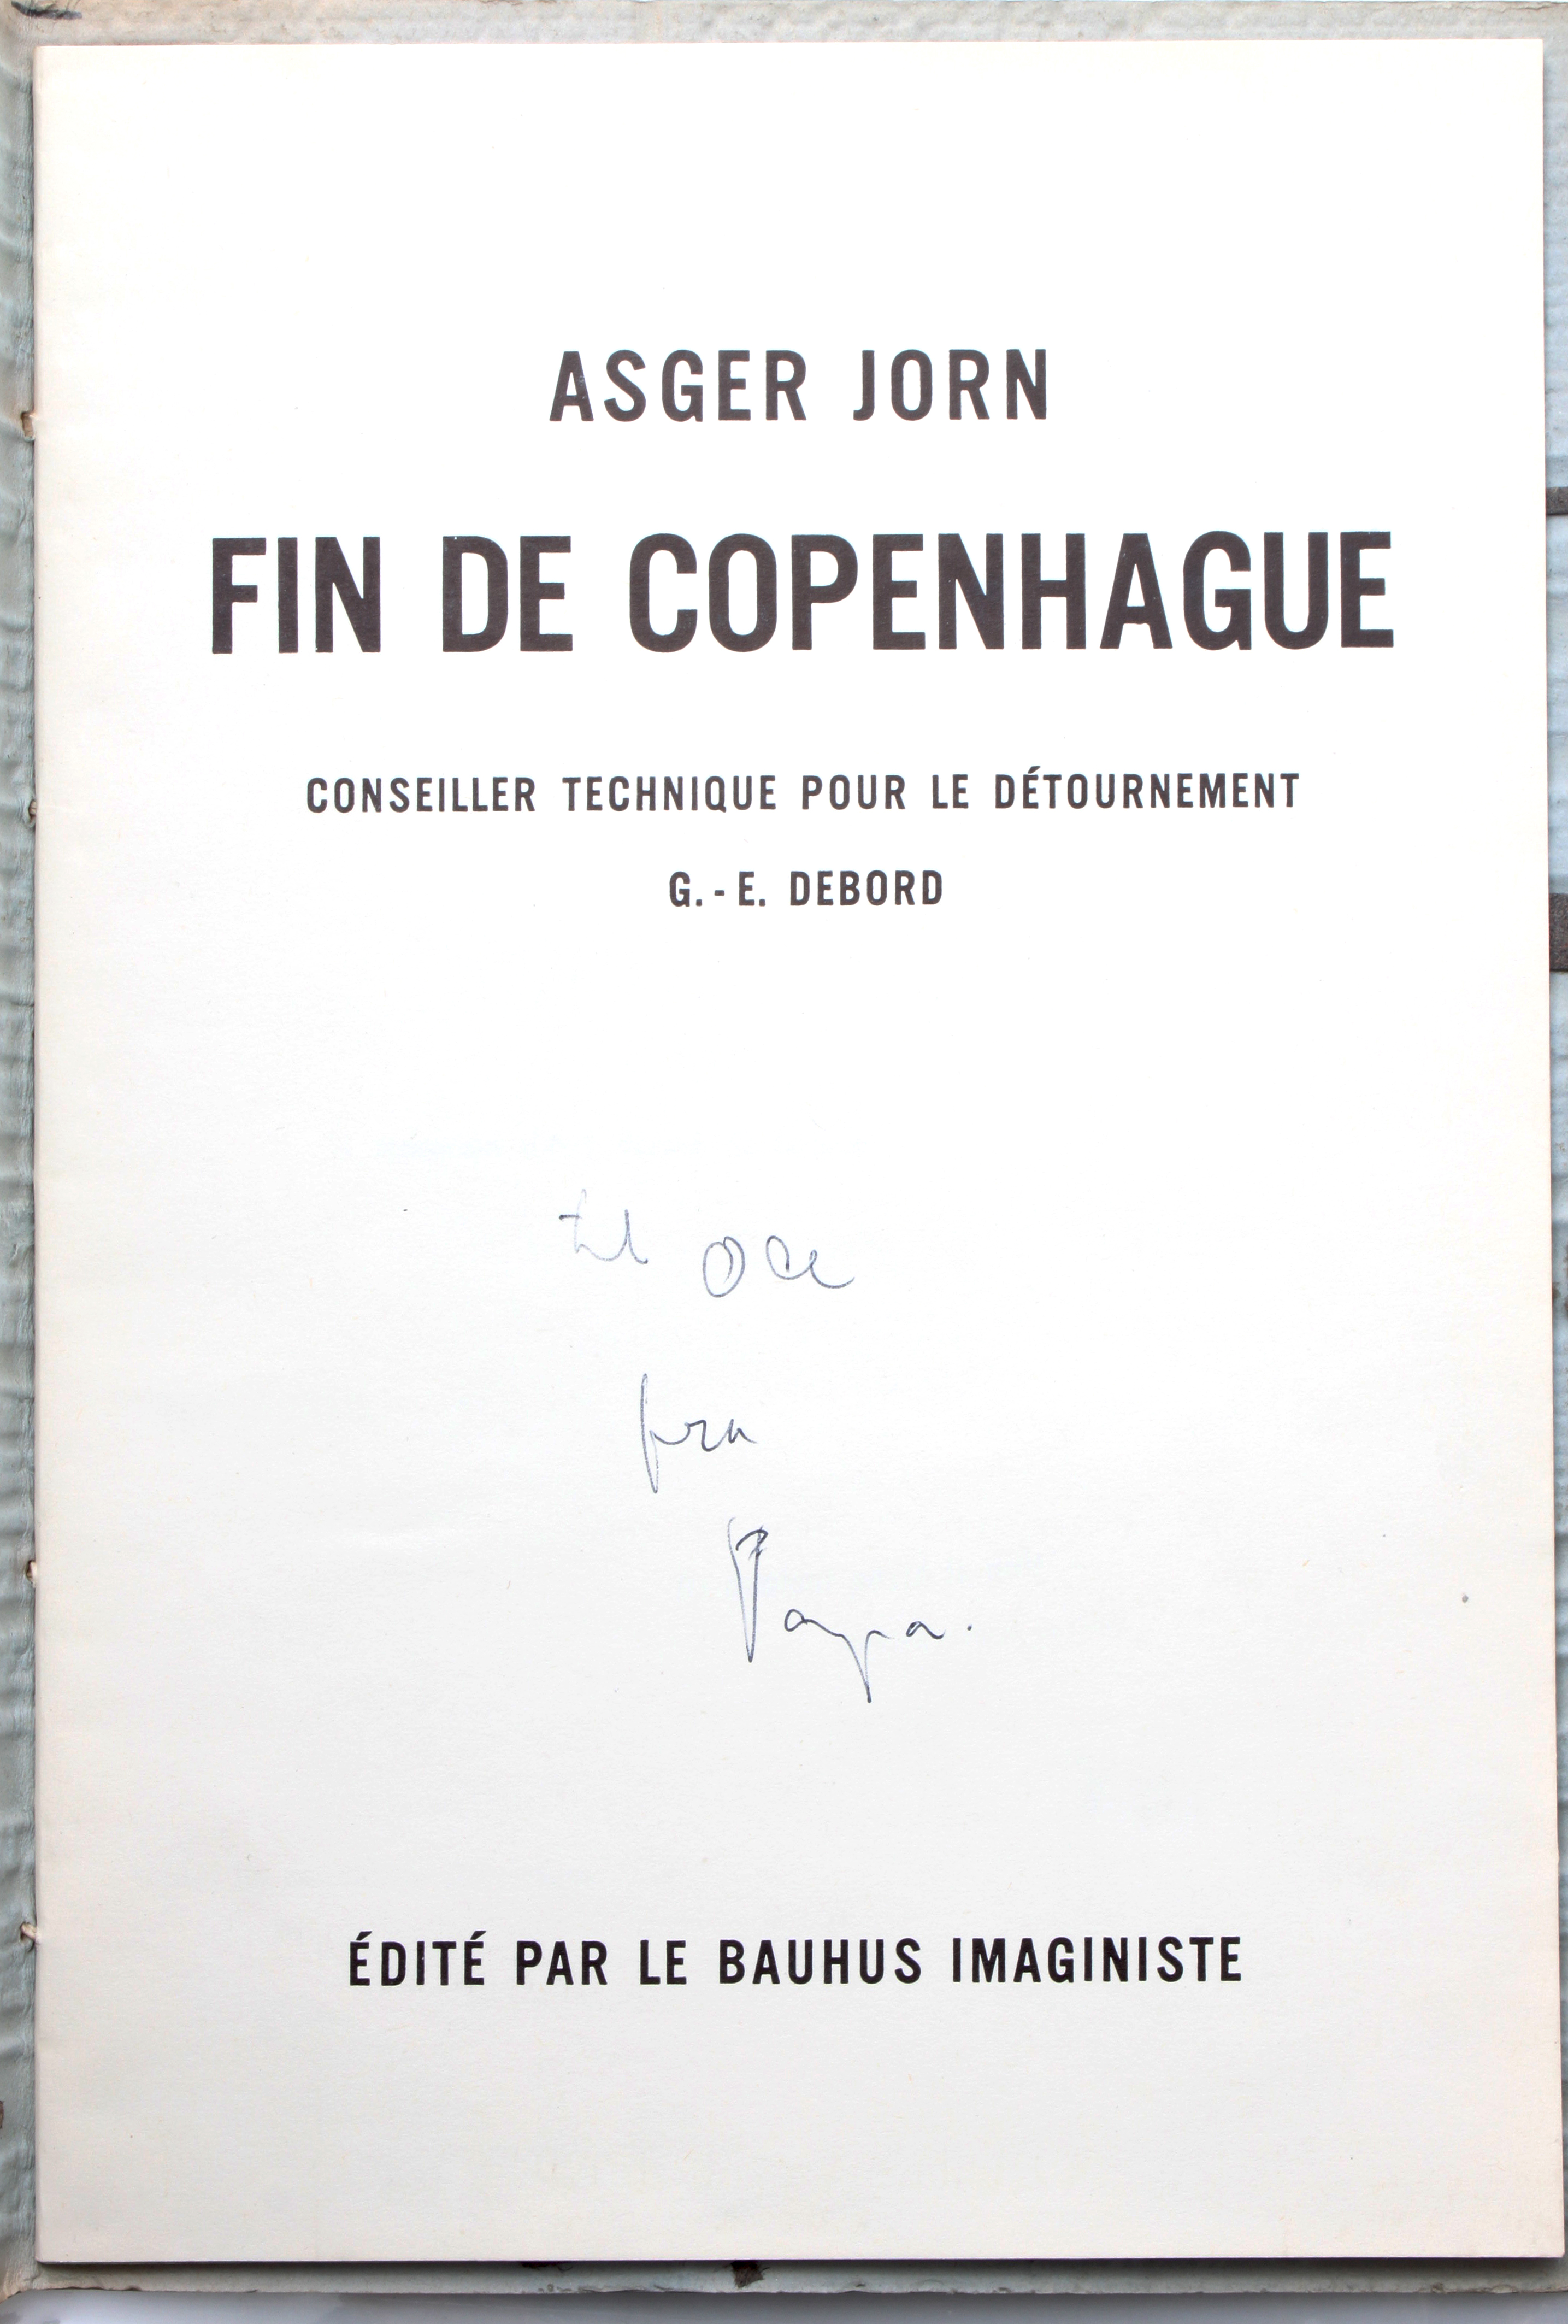 ASGER JORN
FIN DE COPENHAGUE
CONSEILLER TECHNIQUE POUR LE DÉTOURNEMENT
G.-E. DEBORD
til
fra
Papa.
ÉDITÉ PAR LE BAUHUS IMAGINISTE